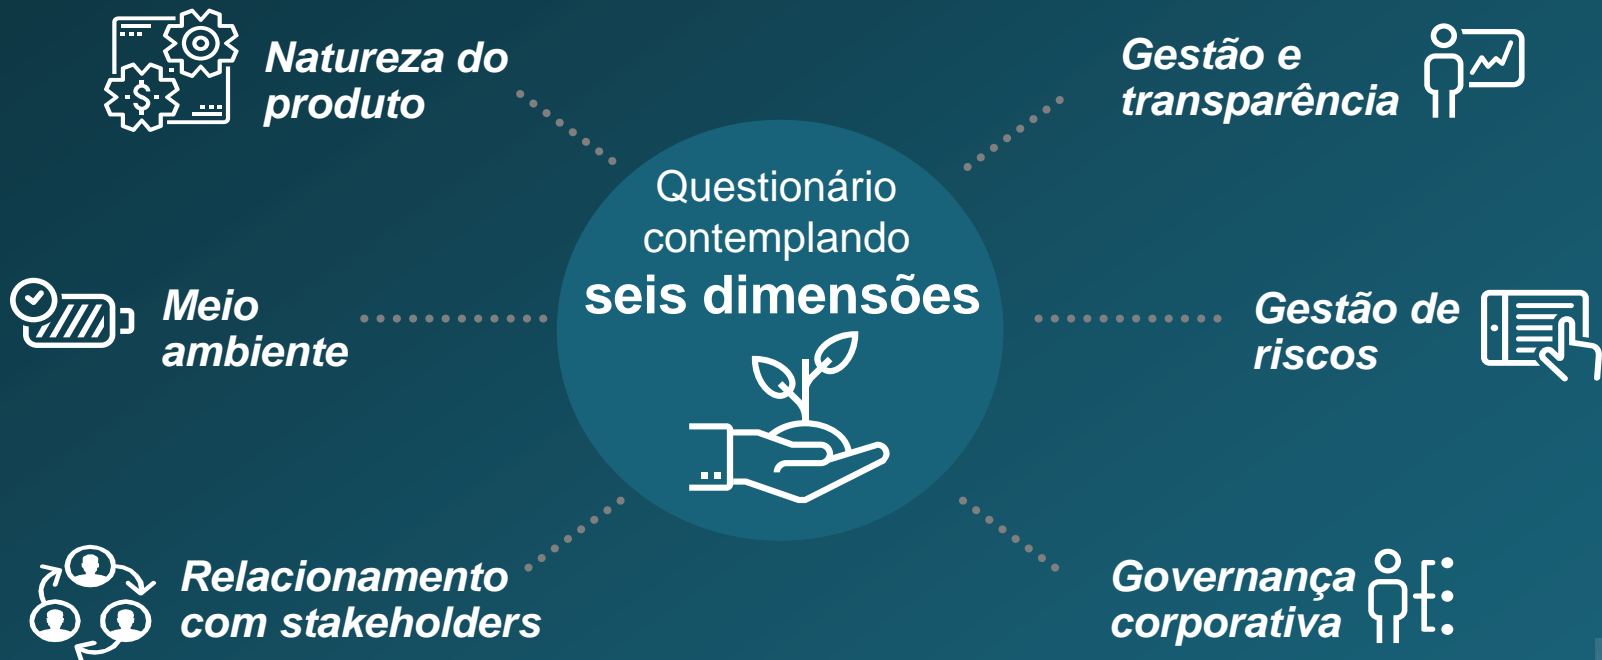 Natureza do
produto
Gestão e
transparência
Questionário
contemplando
seis dimensões
Meio
ambiente
Gestão de
riscos
Relacionamento
com stakeholders
Governança
corporativa